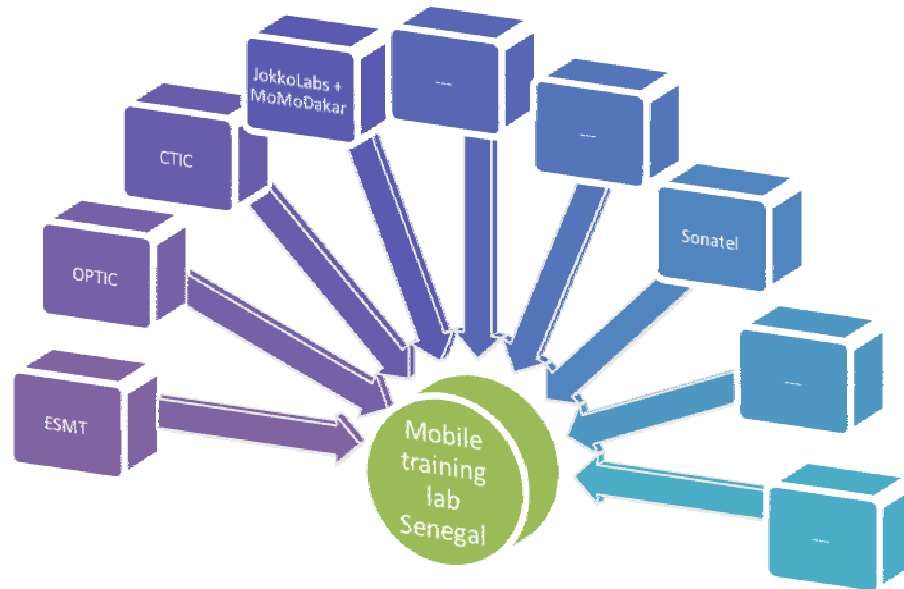 JokkoLabs +
MoMoDakar
CTIC
OPTIC
Sonatel
ESMT
Mobile
training
lab
Senegal